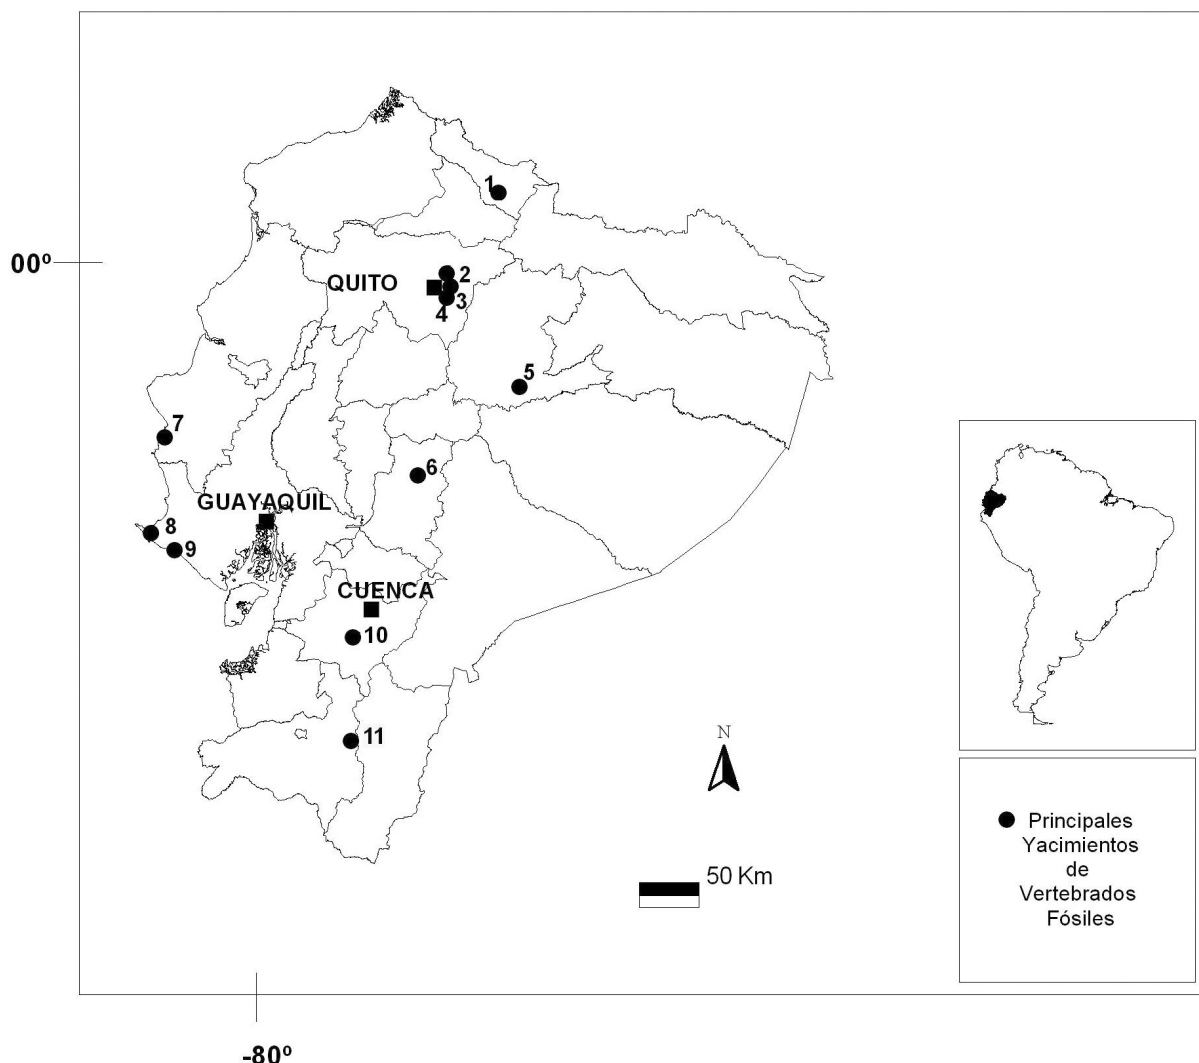 1
00º
QUITO
2
3
4
5
7
6
GUAYAQUIL
8
9
CUENCA
10
11
N
50 Km
Principales
Yacimientos
de
Vertebrados
Fósiles
-80º